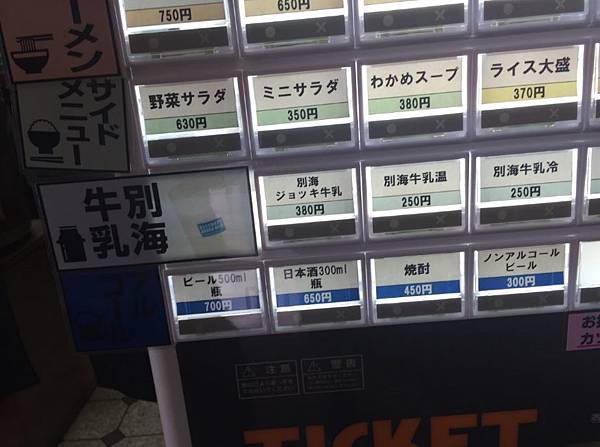 ーメン
750円
650円
サイド
メニュー
野菜サラダ
630円
ミニサラダ
350円
わかめスープ
380円
ライス大盛
370円
別海
牛乳
別海
ジョッキ牛乳
380円
別海牛乳温
250円
別海牛乳冷
250円
ビール500ml
瓶
700円
日本酒300ml
瓶
650円
焼酎
450円
ノンアルコール
ビール
300円
注意
警告
TICKET